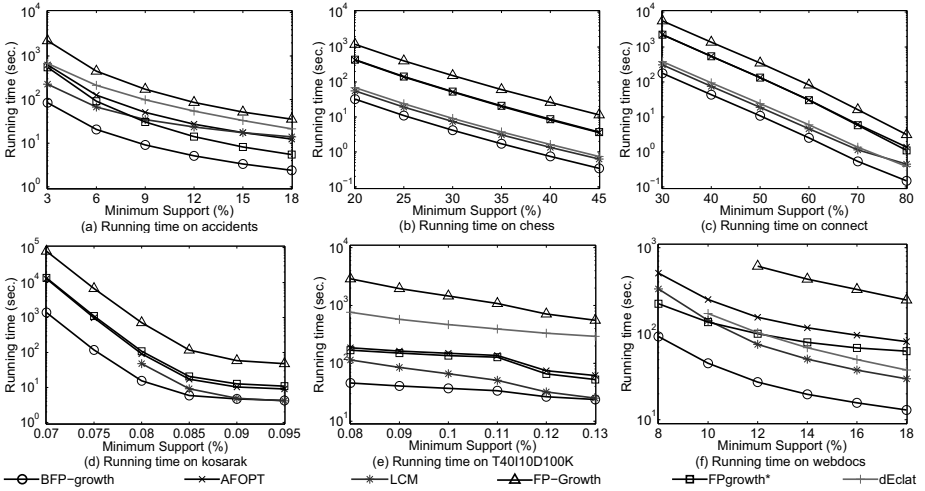 10^4
10^3
10^2
10^1
10^0
Running time (sec.)
3 6 9 12 15 18
Minimum Support (%)
(a) Running time on accidents
10^4
10^3
10^2
10^1
10^0
10^−1
Running time (sec.)
20 25 30 35 40 45
Minimum Support (%)
(b) Running time on chess
10^4
10^3
10^2
10^1
10^0
10^−1
Running time (sec.)
30 40 50 60 70 80
Minimum Support (%)
(c) Running time on connect
10^5
10^4
10^3
10^2
10^1
10^0
Running time (sec.)
0.07 0.075 0.08 0.085 0.09 0.095
Minimum Support (%)
(d) Running time on kosarak
10^4
10^3
10^2
10^1
Running time (sec.)
0.08 0.09 0.1 0.11 0.12 0.13
Minimum Support (%)
(e) Running time on T40I10D100K
10^3
10^2
10^1
Running time (sec.)
8 10 12 14 16 18
Minimum Support (%)
(f) Running time on webdocs
BFP−growth AFOPT LCM FP−Growth FPgrowth* dEclat